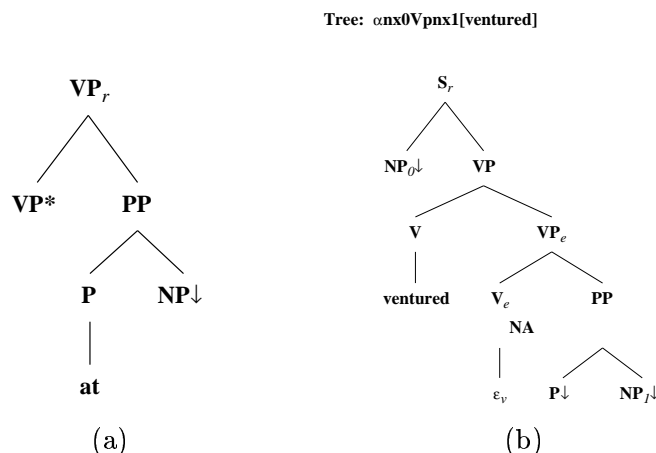 Tree: αnx0Vpnx1[ventured]
VPr
VP* PP
P NP↓
at
(a)
Sr
NP0↓ VP
V VPe
ventured Ve PP
NA
εv P↓ NP1↓
(b)